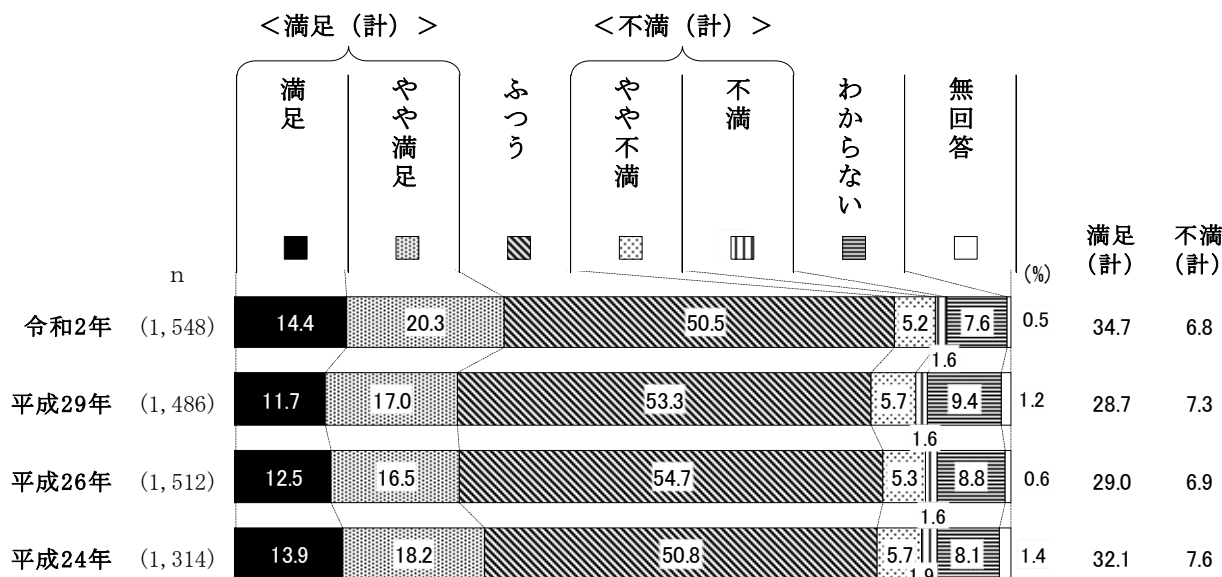 ＜満足（計）＞ ＜不満（計）＞
満足 やや満足 ふつう やや不満 不満 わからない 無回答
n (%) 満足（計） 不満（計）
令和2年 (1,548) 14.4 20.3 50.5 5.2 1.6 7.6 0.5 34.7 6.8
平成29年 (1,486) 11.7 17.0 53.3 5.7 1.6 9.4 1.2 28.7 7.3
平成26年 (1,512) 12.5 16.5 54.7 5.3 1.6 8.8 0.6 29.0 6.9
平成24年 (1,314) 13.9 18.2 50.8 5.7 1.9 8.1 1.4 32.1 7.6